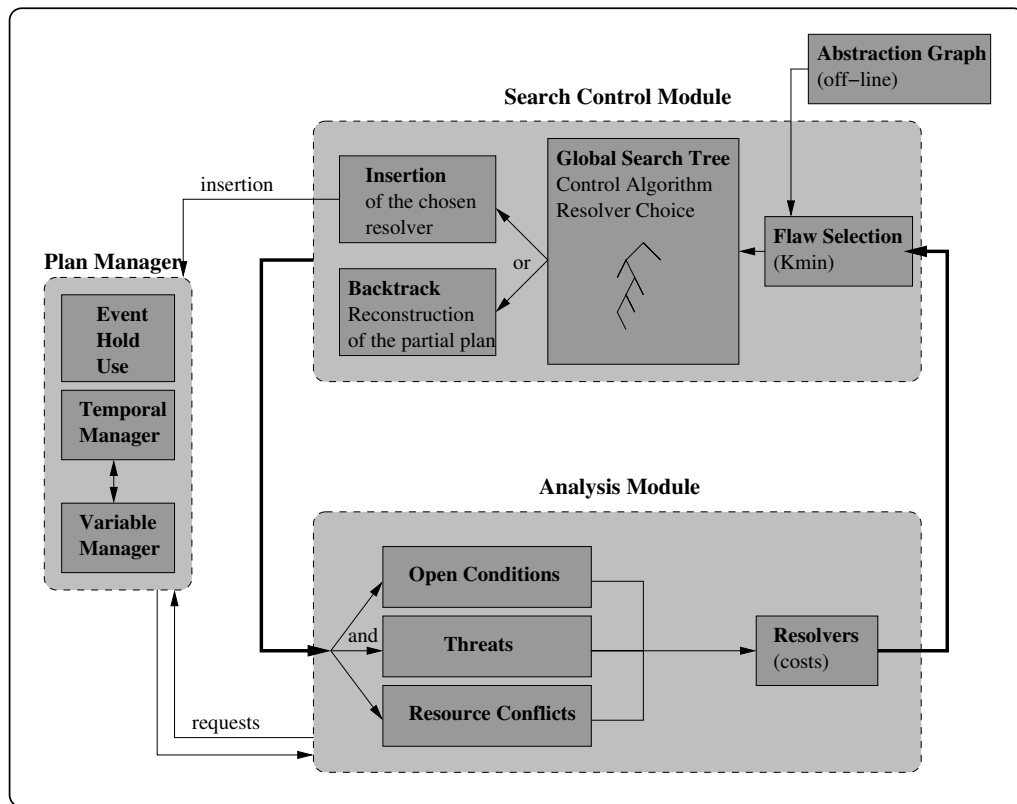 Abstraction Graph
(off−line)
Search Control Module
Global Search Tree
Control Algorithm
Resolver Choice
Insertion
of the chosen
resolver
insertion
Flaw Selection
(Kmin)
or
Plan Manager
Backtrack
Reconstruction
of the partial plan
Event
Hold
Use
Temporal
Manager
Variable
Manager
Analysis Module
Open Conditions
and
Threats
Resolvers
(costs)
Resource Conflicts
requests